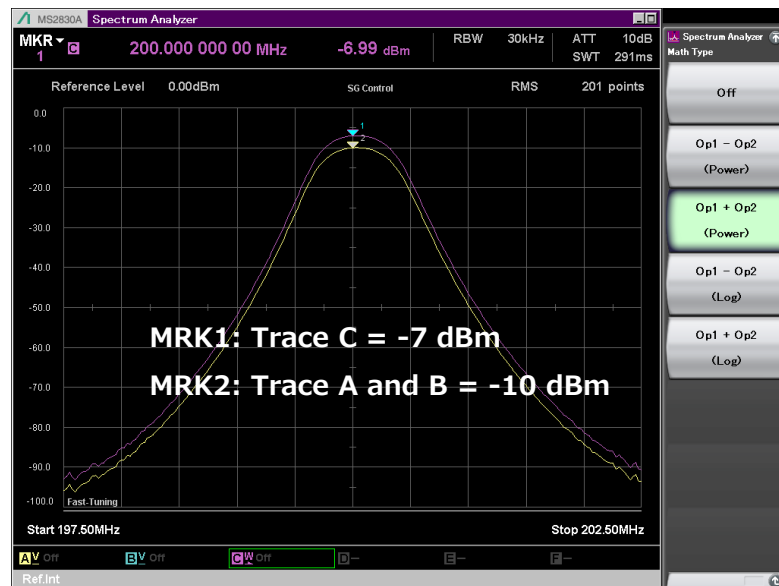 MS2830A Spectrum Analyzer
MKR C 200.000 000 00 MHz -6.99 dBm RBW 30kHz ATT 10dB
1 SWT 291ms
Reference Level 0.00dBm SG Control RMS 201 points
0.0
-10.0
-20.0
-30.0
-40.0
-50.0
-60.0
-70.0
-80.0
-90.0
-100.0
1
2
MRK1: Trace C = -7 dBm
MRK2: Trace A and B = -10 dBm
Fast-Tuning
Start 197.50MHz Stop 202.50MHz
A V Off B V Off C W Off D - E - F -
Ref.Int
Spectrum Analyzer
Math Type
Off
Op1 - Op2
(Power)
Op1 + Op2
(Power)
Op1 - Op2
(Log)
Op1 + Op2
(Log)